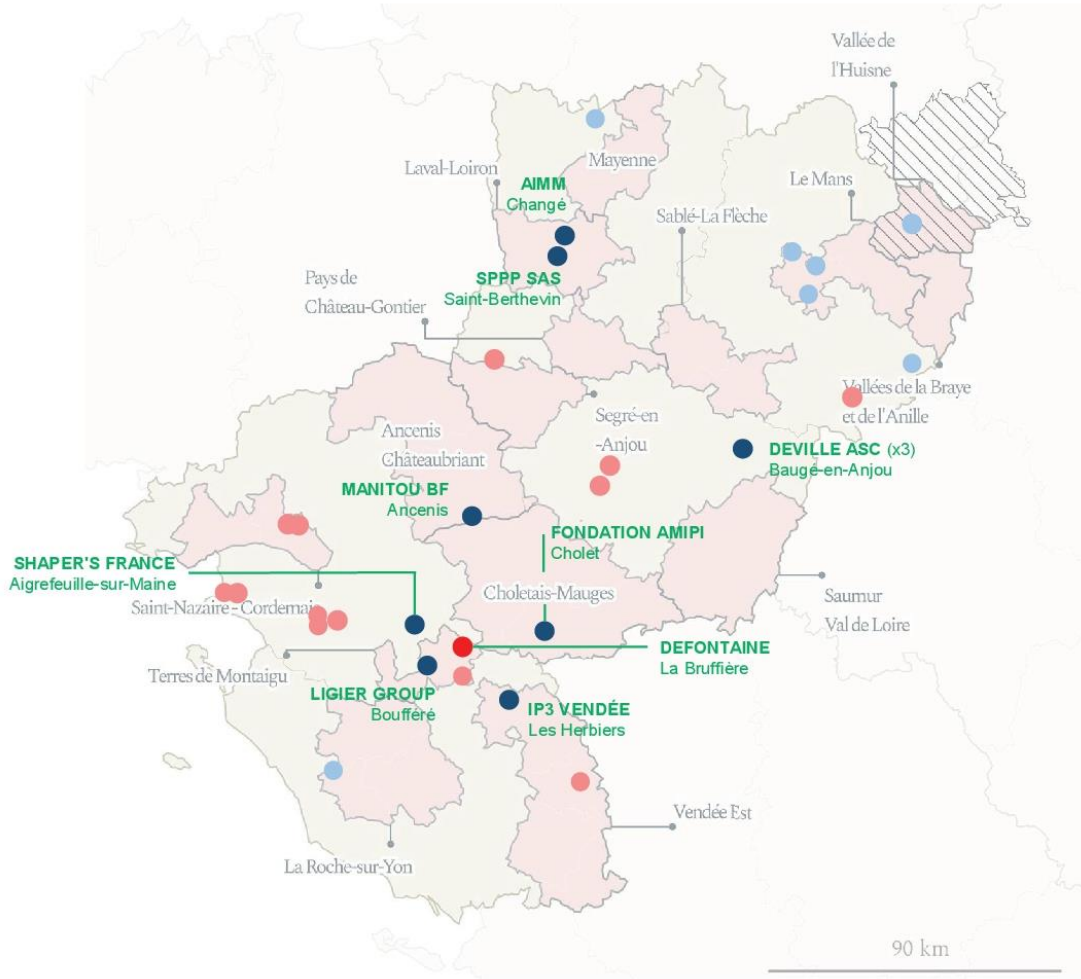 Vallée de
l'Huisne
Mayenne
Laval-Loiron
Le Mans
AIMM
Changé
Sablé-La Flèche
SPPP SAS
Saint-Berthevin
Pays de
Château-Gontier
Vallées de la Braye
et de l'Anille
Segré-en
-Anjou
Ancenis
Châteaubriant
DEVILLE ASC (x3)
Baugé-en-Anjou
MANITOU BF
Ancenis
FONDATION AMIPI
Cholet
SHAPER'S FRANCE
Aigrefeuille-sur-Maine
Choletais-Mauges
Saint-Nazaire - Cordemais
Saumur
Val de Loire
DEFONTAINE
La Bruffière
Terres de Montaigu
LIGIER GROUP
Boufféré
IP3 VENDÉE
Les Herbiers
Vendée Est
La Roche-sur-Yon
90 km